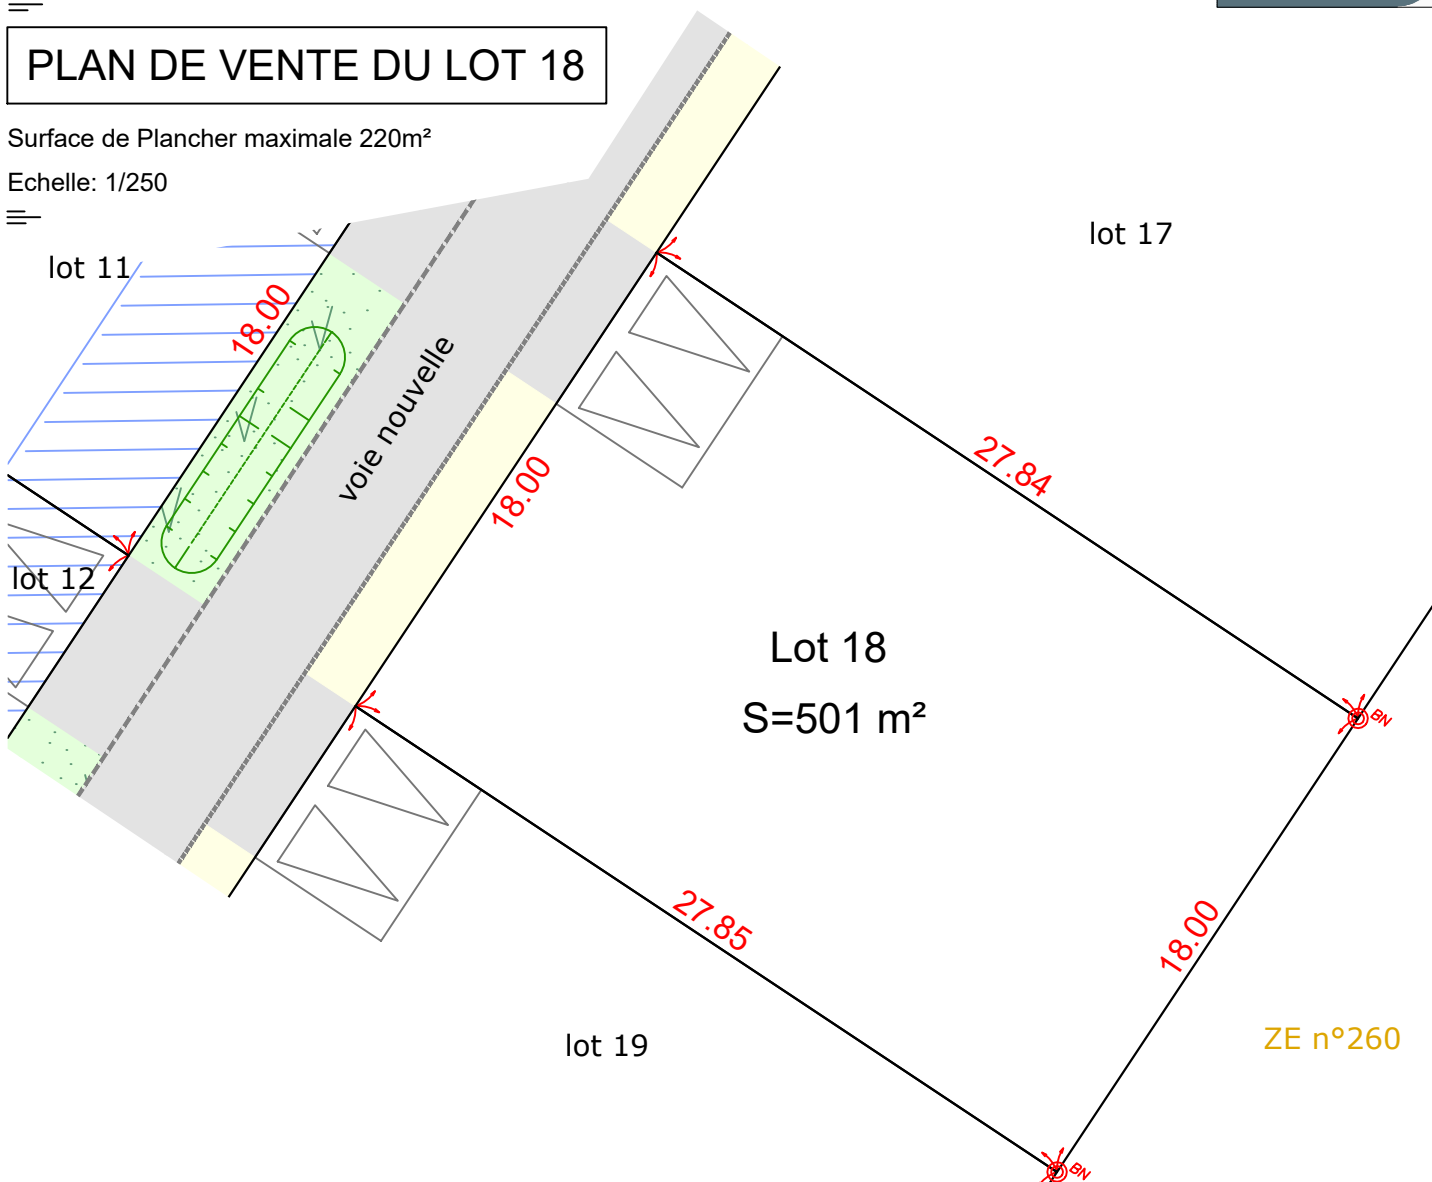 PLAN DE VENTE DU LOT 18
Surface de Plancher maximale 220m²
Echelle: 1/250
lot 17
lot 11
18.00
voie nouvelle
18.00
27.84
lot 12
Lot 18
S=501 m²
BN
27.85
18.00
lot 19
ZE n°260
BN